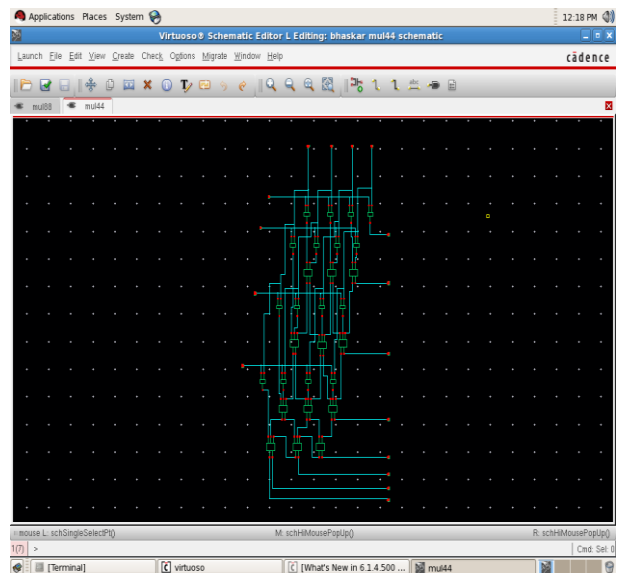 Applications Places System 12:18 PM
Virtuoso® Schematic Editor L Editing: bhaskar mul44 schematic
Launch File Edit View Create Check Options Migrate Window Help cādence
mul88 mul44
mouse L: schSingleSelectPt() M: schHiMousePopUp() R: schHiMousePopUp()
1(7) > Cmd: Sel: 0
[Terminal] virtuoso [What's New in 6.1.4.500 ... mul44